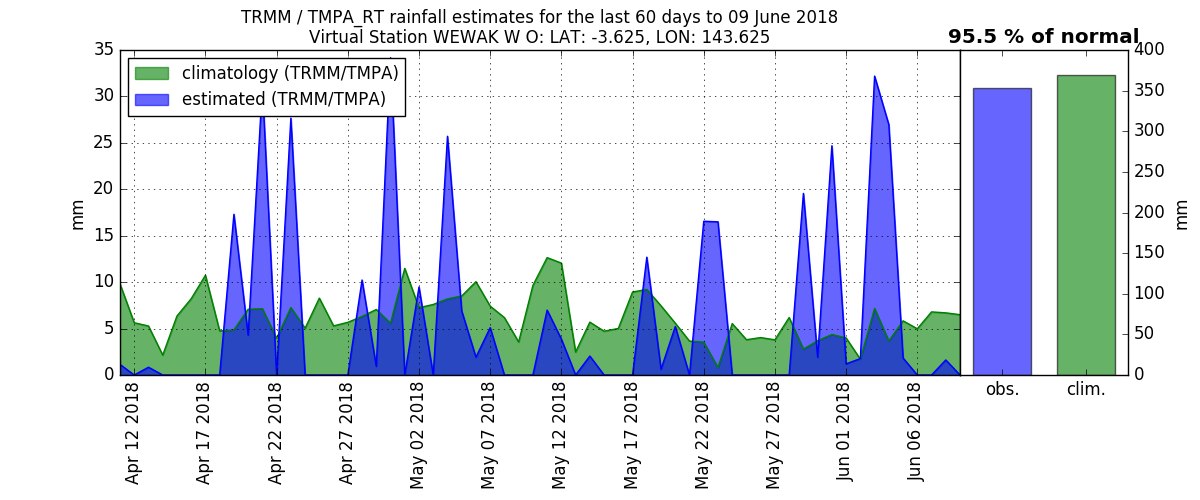 TRMM / TMPA_RT rainfall estimates for the last 60 days to 09 June 2018
Virtual Station WEWAK W O: LAT: -3.625, LON: 143.625
95.5 % of normal
climatology (TRMM/TMPA)
estimated (TRMM/TMPA)
35
30
25
20
15
10
5
0
mm
Apr 12 2018
Apr 17 2018
Apr 22 2018
Apr 27 2018
May 02 2018
May 07 2018
May 12 2018
May 17 2018
May 22 2018
May 27 2018
Jun 01 2018
Jun 06 2018
obs.
clim.
400
350
300
250
200
150
100
50
0
mm